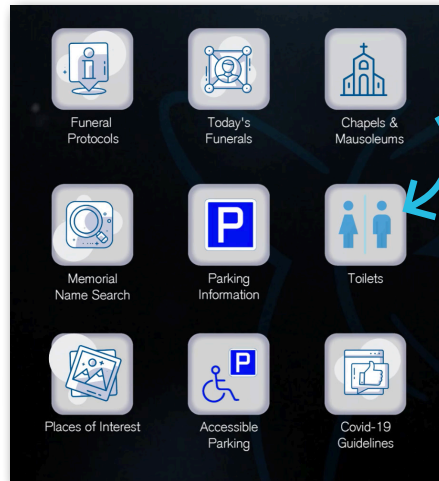 Funeral
Protocols
Today's
Funerals
Chapels &
Mausoleums
Memorial
Name Search
P
Parking
Information
Toilets
Places of Interest
P
Accessible
Parking
Covid-19
Guidelines